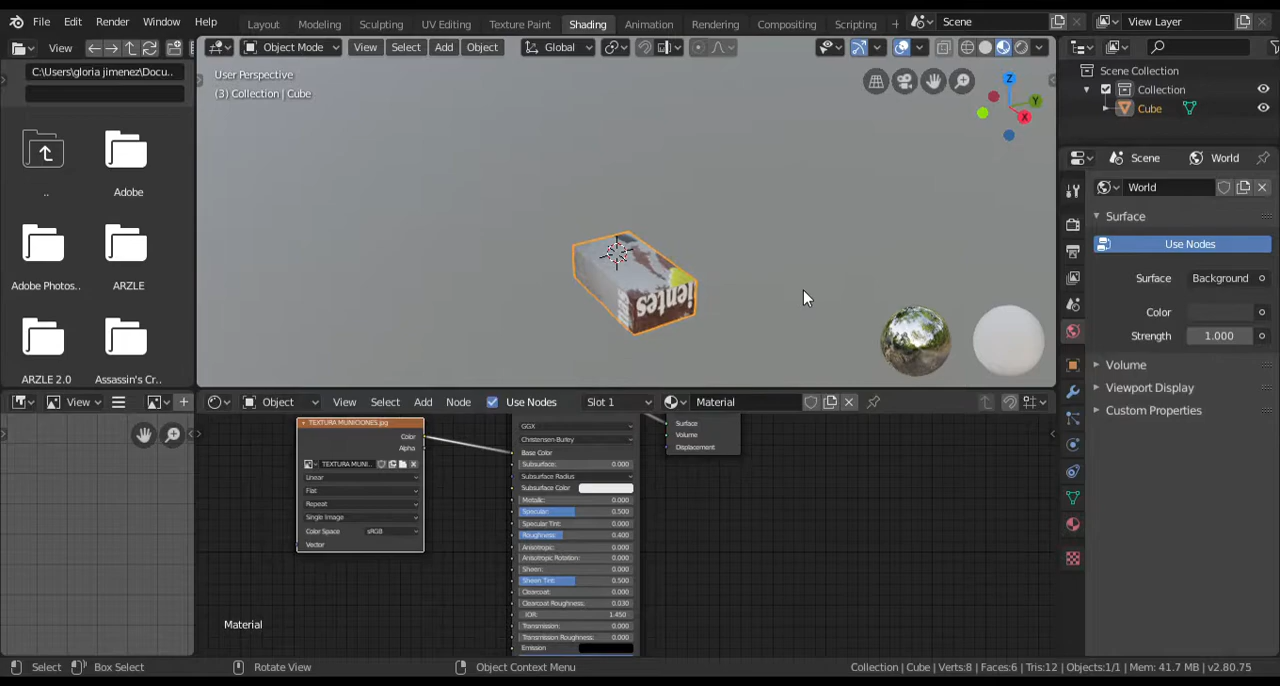 File Edit Render Window Help Layout Modeling Sculpting UV Editing Texture Paint Shading Animation Rendering Compositing Scripting + Scene View Layer
View Object Mode View Select Add Object Global
C:\Users\gloria jimenez\Docu..
User Perspective
(3) Collection | Cube
Z
Y
X
Scene Collection
Collection
Cube
..
Adobe
Adobe Photos..
ARZLE
ARZLE 2.0
Assassin's Cr..
ientes
Scene World
World
Surface
Use Nodes
Surface Background
Color
Strength 1.000
Volume
Viewport Display
Custom Properties
View Object View Select Add Node Use Nodes Slot 1 Material
TEXTURA MUNICIONES.jpg
Color
Alpha
TEXTURA MUNI...
Linear
Flat
Repeat
Single Image
Color Space sRGB
Vector
GGX
Christensen-Burley
Base Color
Subsurface: 0.000
Subsurface Radius
Subsurface Color
Metallic: 0.000
Specular: 0.500
Specular Tint: 0.000
Roughness: 0.400
Anisotropic: 0.000
Anisotropic Rotation: 0.000
Sheen: 0.000
Sheen Tint: 0.500
Clearcoat: 0.000
Clearcoat Roughness: 0.030
IOR: 1.450
Transmission: 0.000
Transmission Roughness: 0.000
Emission
Surface
Volume
Displacement
Material
Select Box Select Rotate View Object Context Menu Collection | Cube | Verts:8 | Faces:6 | Tris:12 | Objects:1/1 | Mem: 41.7 MB | v2.80.75